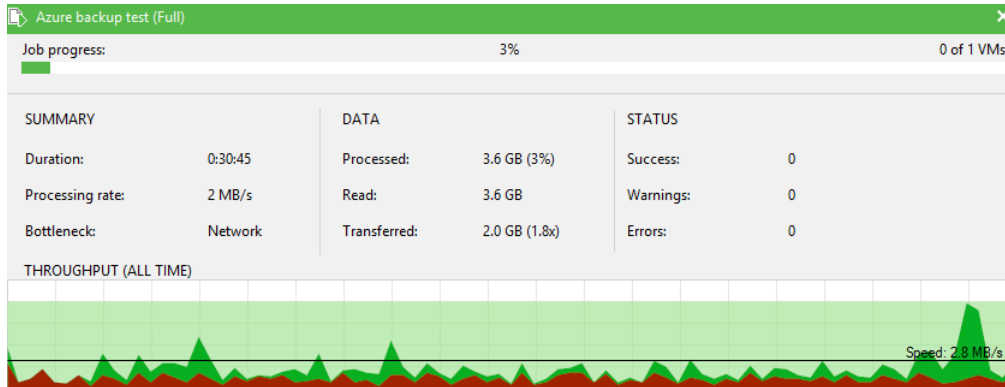 Azure backup test (Full)
Job progress: 3% 0 of 1 VMs
SUMMARY DATA STATUS
Duration: 0:30:45 Processed: 3.6 GB (3%) Success: 0
Processing rate: 2 MB/s Read: 3.6 GB Warnings: 0
Bottleneck: Network Transferred: 2.0 GB (1.8x) Errors: 0
THROUGHPUT (ALL TIME)
Speed: 2.8 MB/s